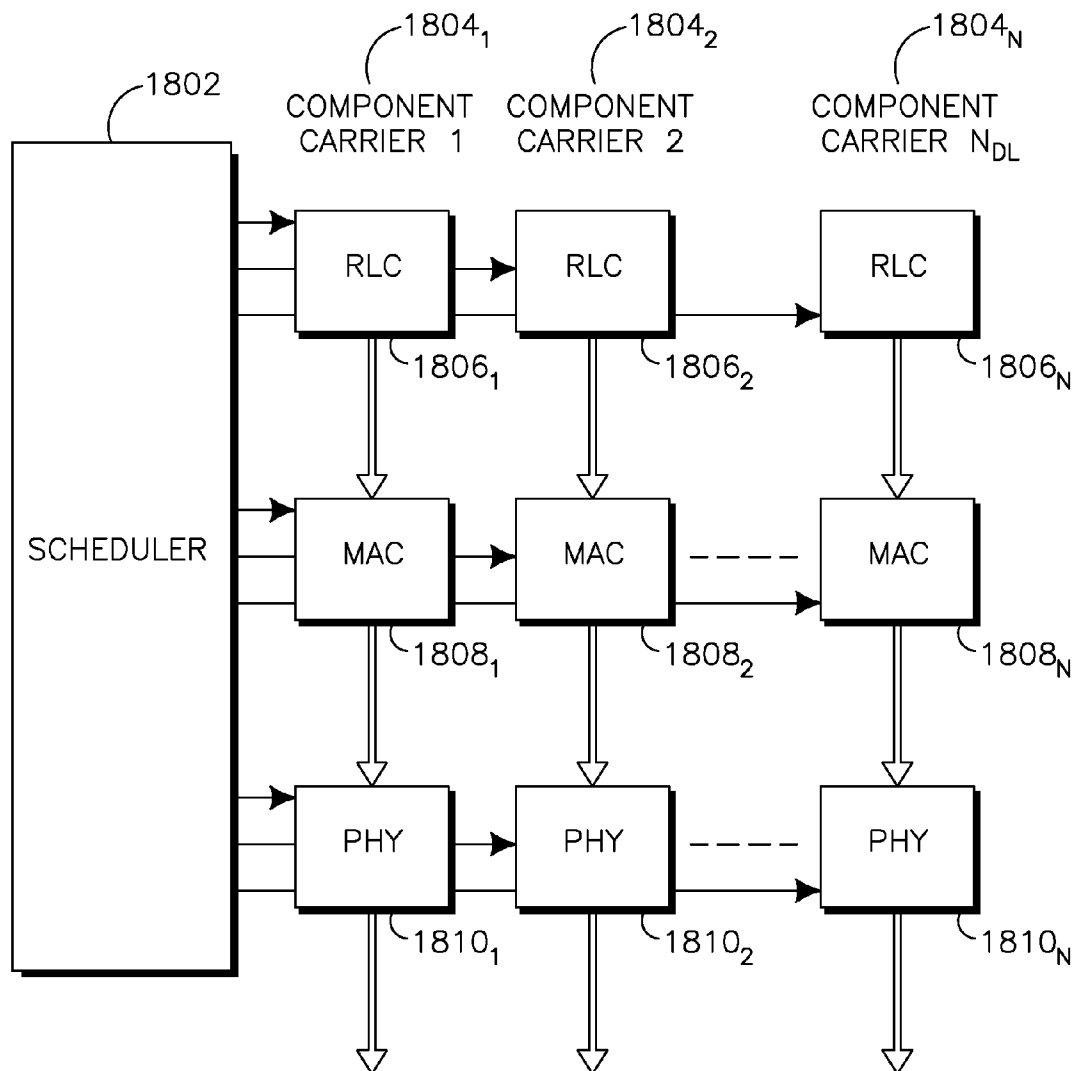 1802
1804₁
1804₂
1804N
COMPONENT CARRIER 1
COMPONENT CARRIER 2
COMPONENT CARRIER NDL
RLC
RLC
RLC
1806₁
1806₂
1806N
SCHEDULER
MAC
MAC
MAC
1808₁
1808₂
1808N
PHY
PHY
PHY
1810₁
1810₂
1810N